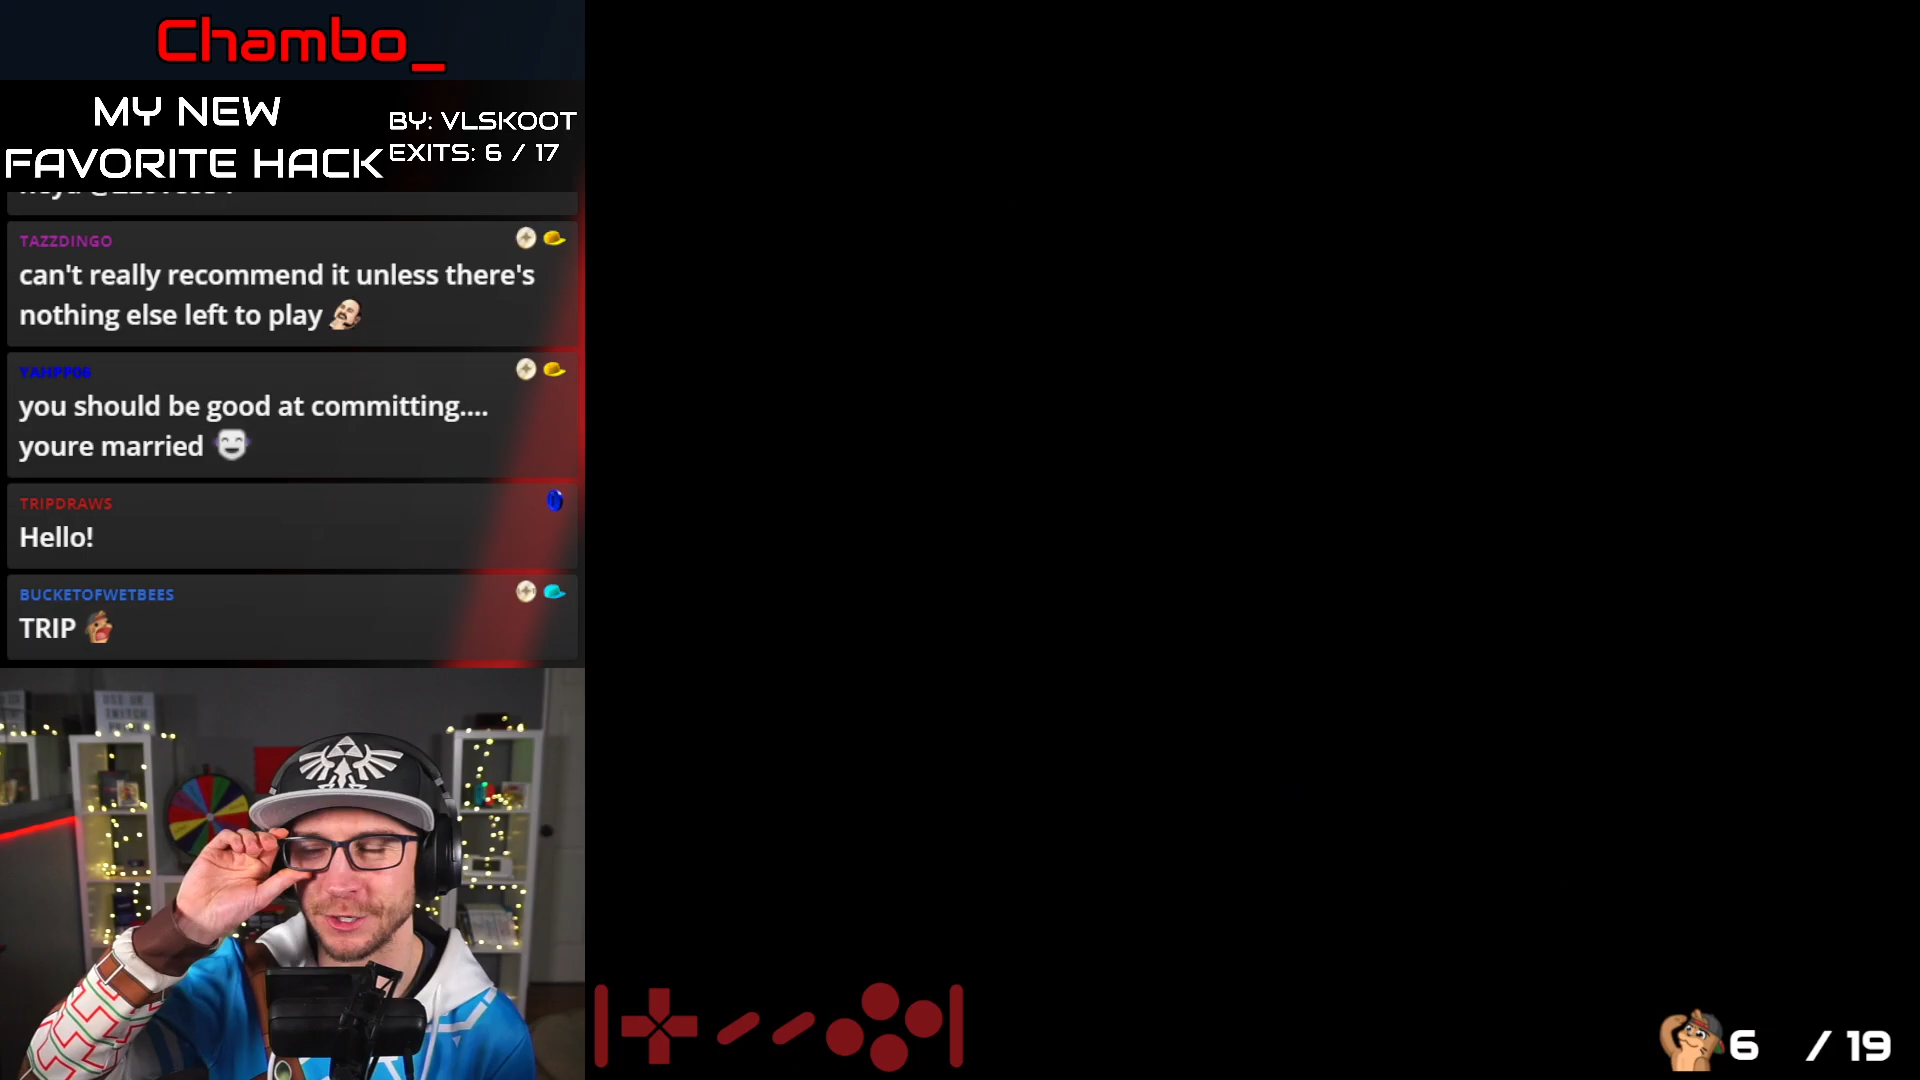 Chambo_
MY NEW
FAVORITE HACK
BY: VLSKOOT
EXITS: 6 / 17
TAZZDINGO
can't really recommend it unless there's
nothing else left to play
YAHPP06
you should be good at committing....
youre married
TRIPDRAWS
Hello!
BUCKETOFWETBEES
TRIP
6 / 19